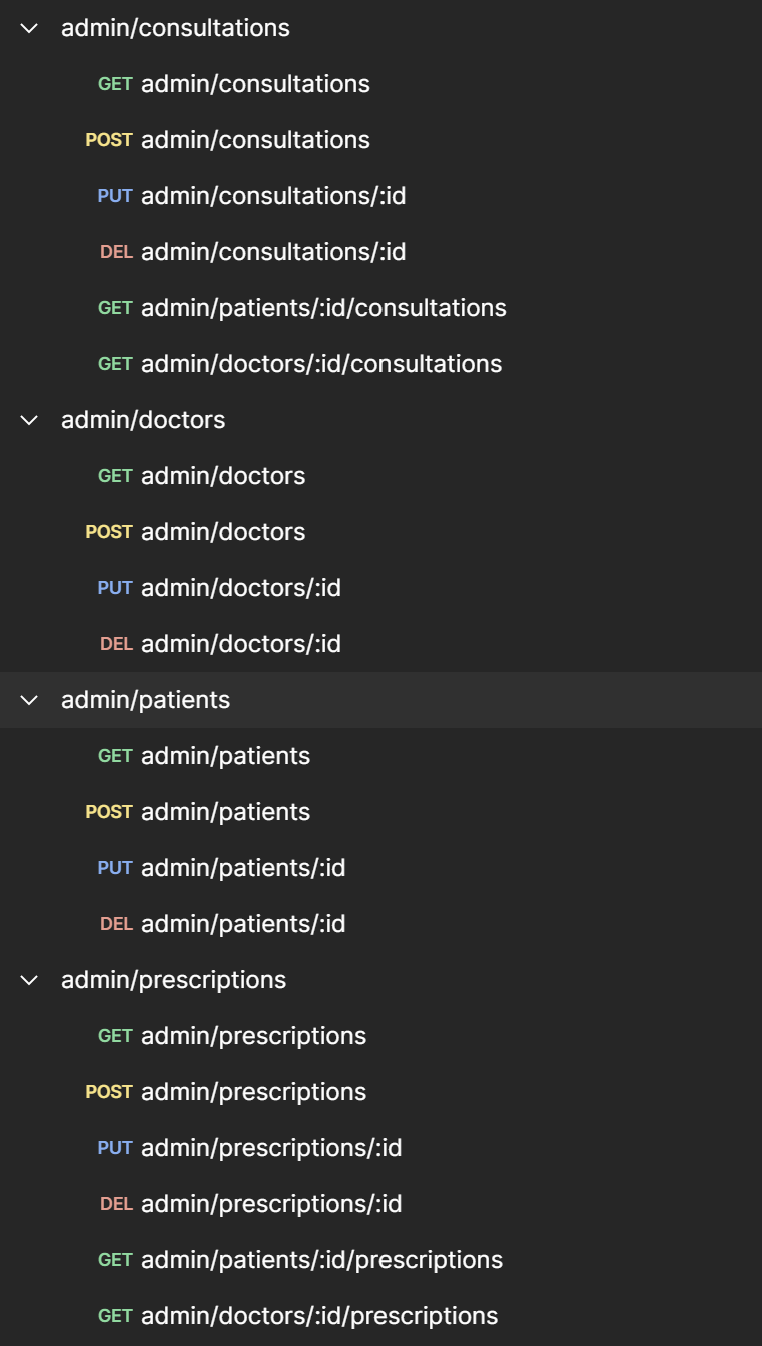 admin/consultations
GET admin/consultations
POST admin/consultations
PUT admin/consultations/:id
DEL admin/consultations/:id
GET admin/patients/:id/consultations
GET admin/doctors/:id/consultations
admin/doctors
GET admin/doctors
POST admin/doctors
PUT admin/doctors/:id
DEL admin/doctors/:id
admin/patients
GET admin/patients
POST admin/patients
PUT admin/patients/:id
DEL admin/patients/:id
admin/prescriptions
GET admin/prescriptions
POST admin/prescriptions
PUT admin/prescriptions/:id
DEL admin/prescriptions/:id
GET admin/patients/:id/prescriptions
GET admin/doctors/:id/prescriptions